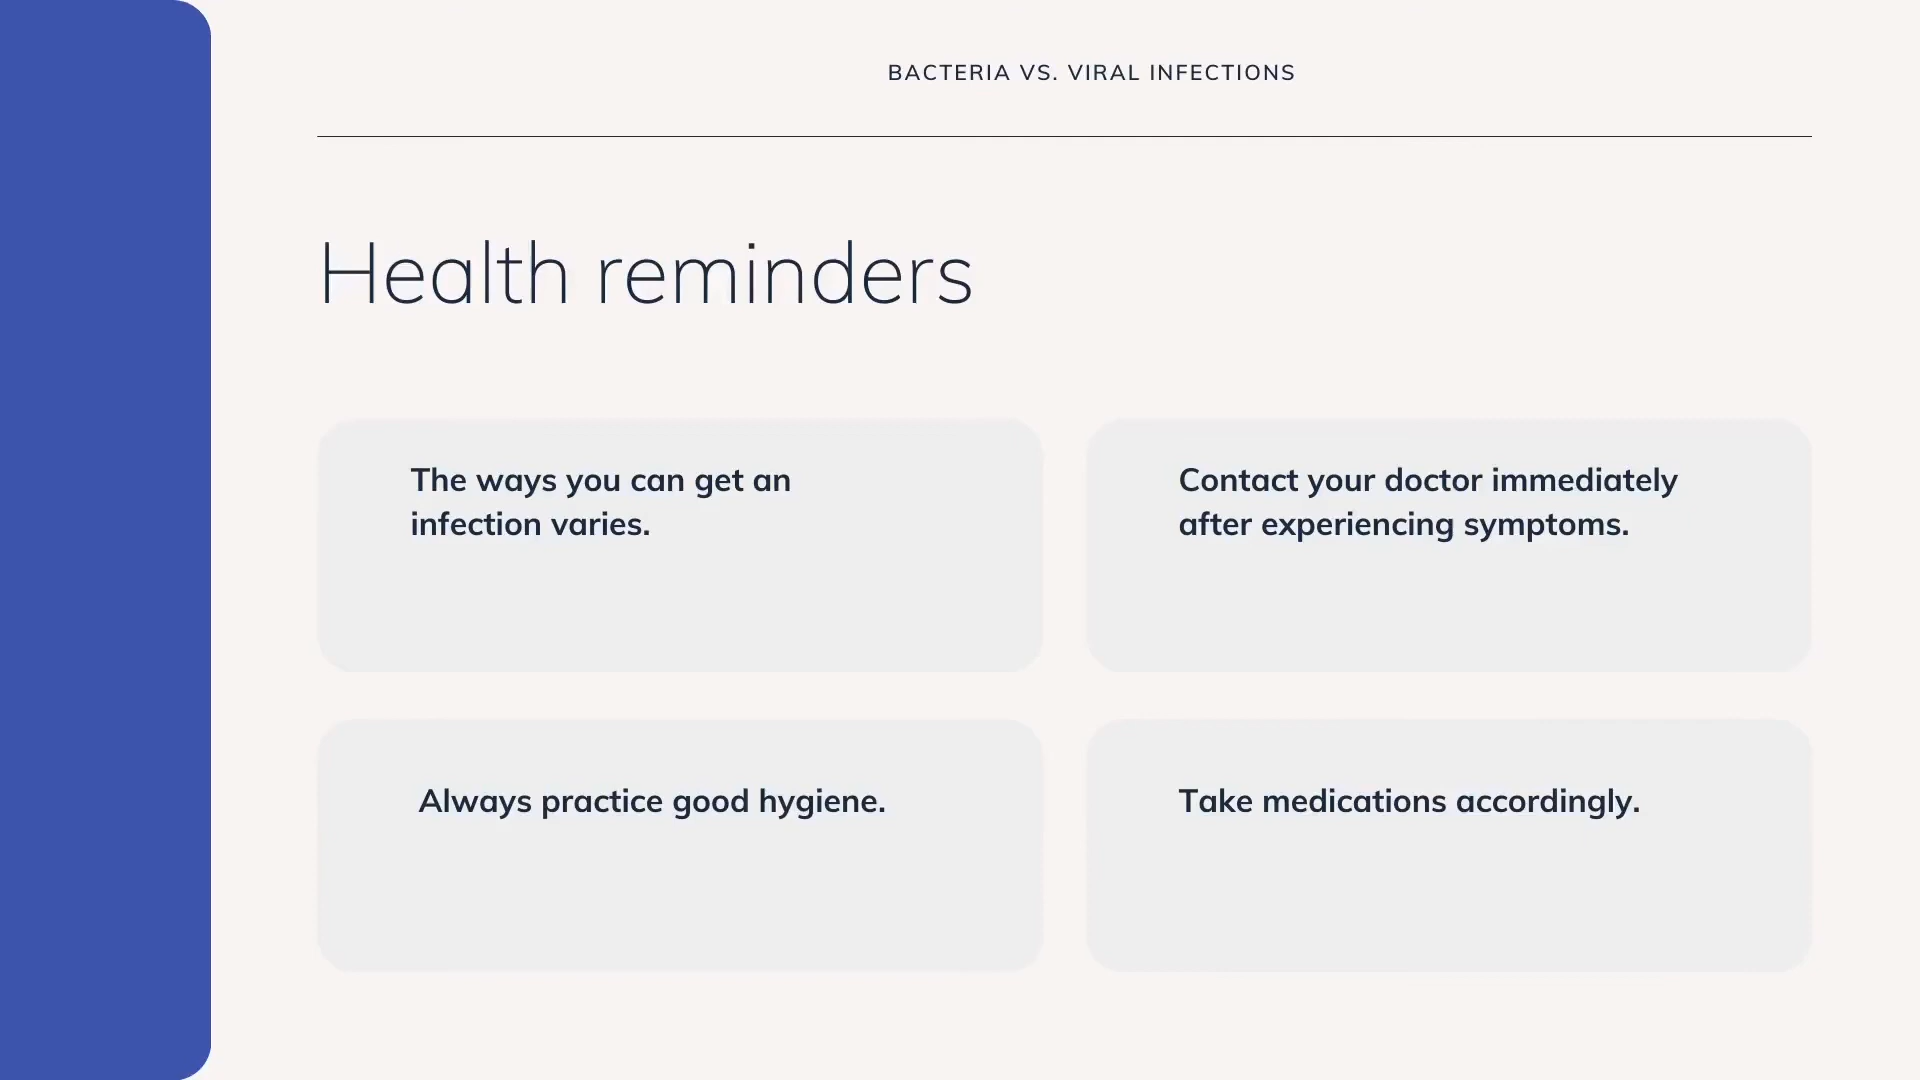 BACTERIA VS. VIRAL INFECTIONS
Health reminders
The ways you can get an
infection varies.
Contact your doctor immediately
after experiencing symptoms.
Always practice good hygiene.
Take medications accordingly.